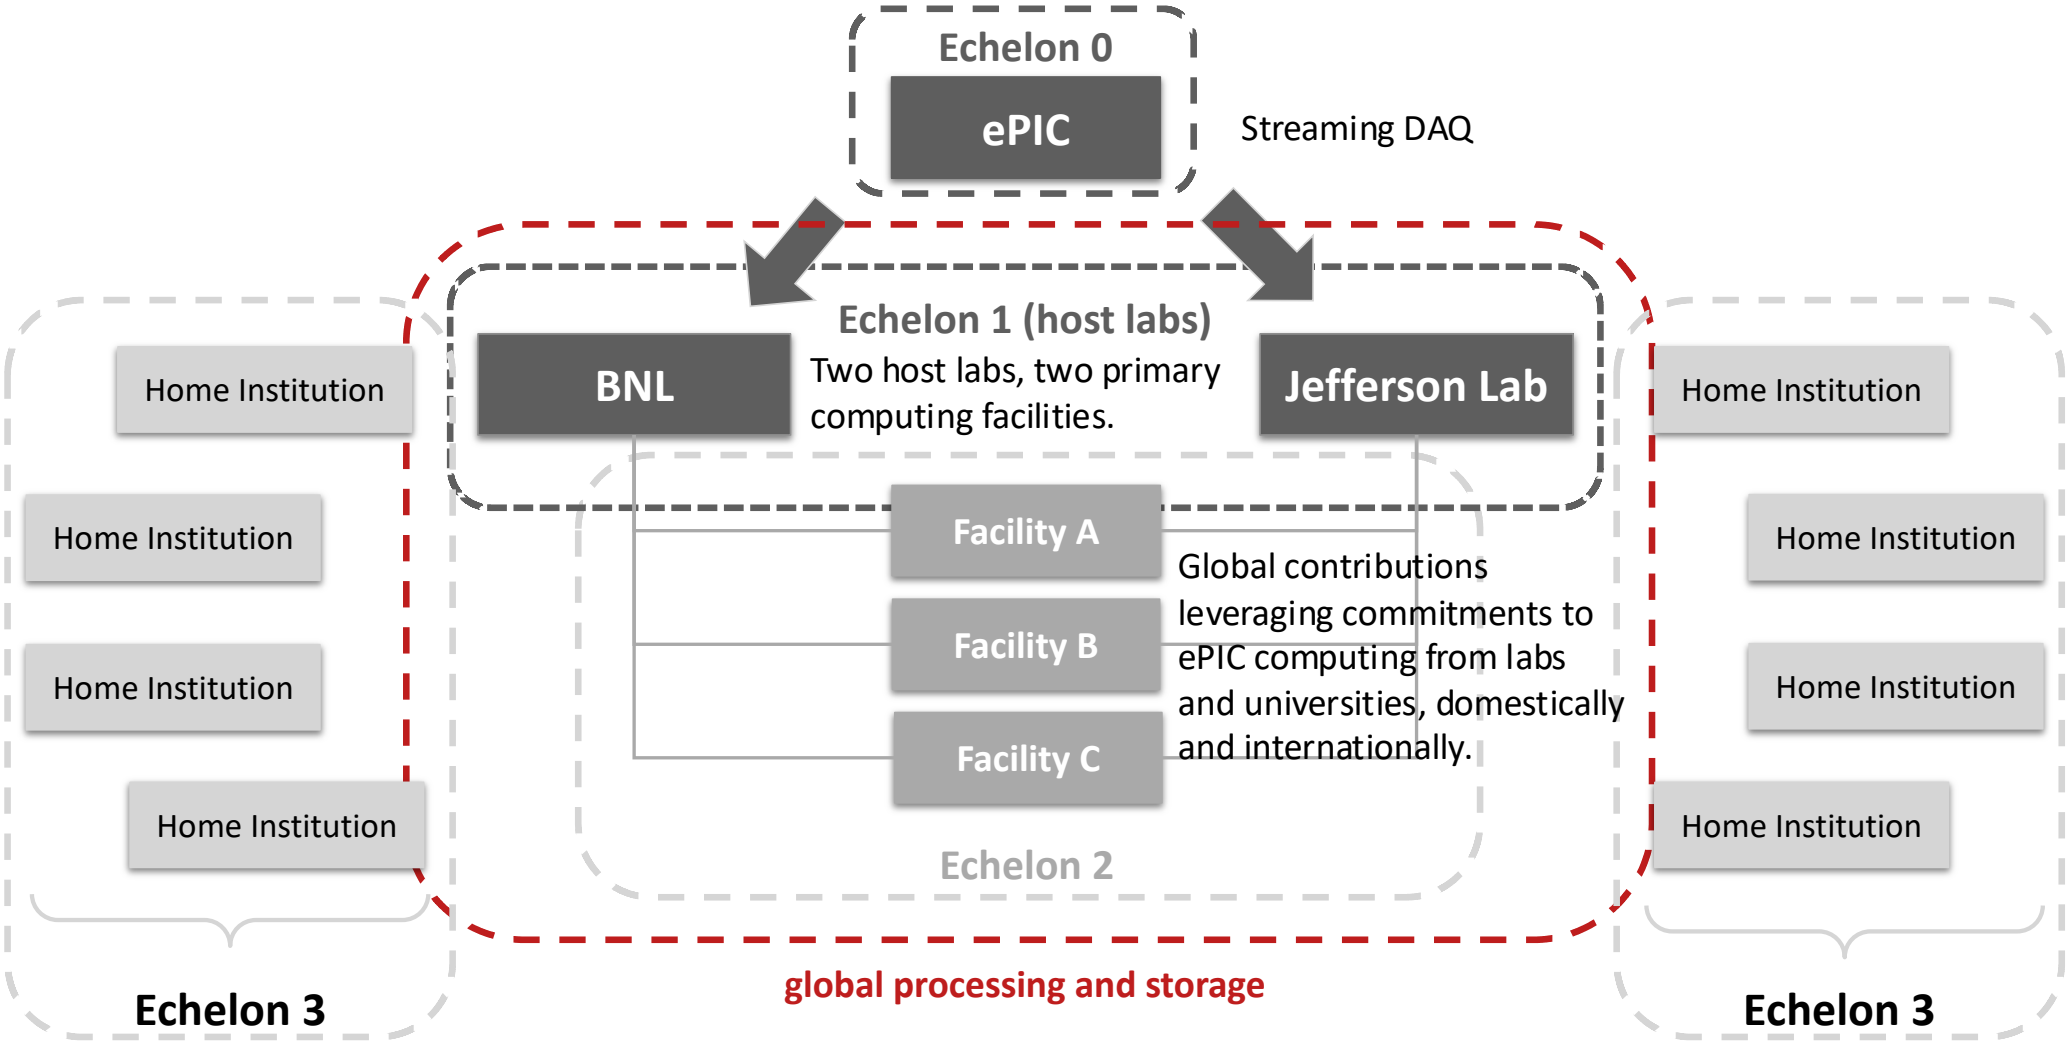 Echelon 0
ePIC
Streaming DAQ
Echelon 1 (host labs)
BNL
Two host labs, two primary
computing facilities.
Jefferson Lab
Home Institution
Home Institution
Home Institution
Home Institution
Echelon 3
Facility A
Facility B
Facility C
Global contributions
leveraging commitments to
ePIC computing from labs
and universities, domestically
and internationally.
Echelon 2
global processing and storage
Home Institution
Home Institution
Home Institution
Home Institution
Echelon 3